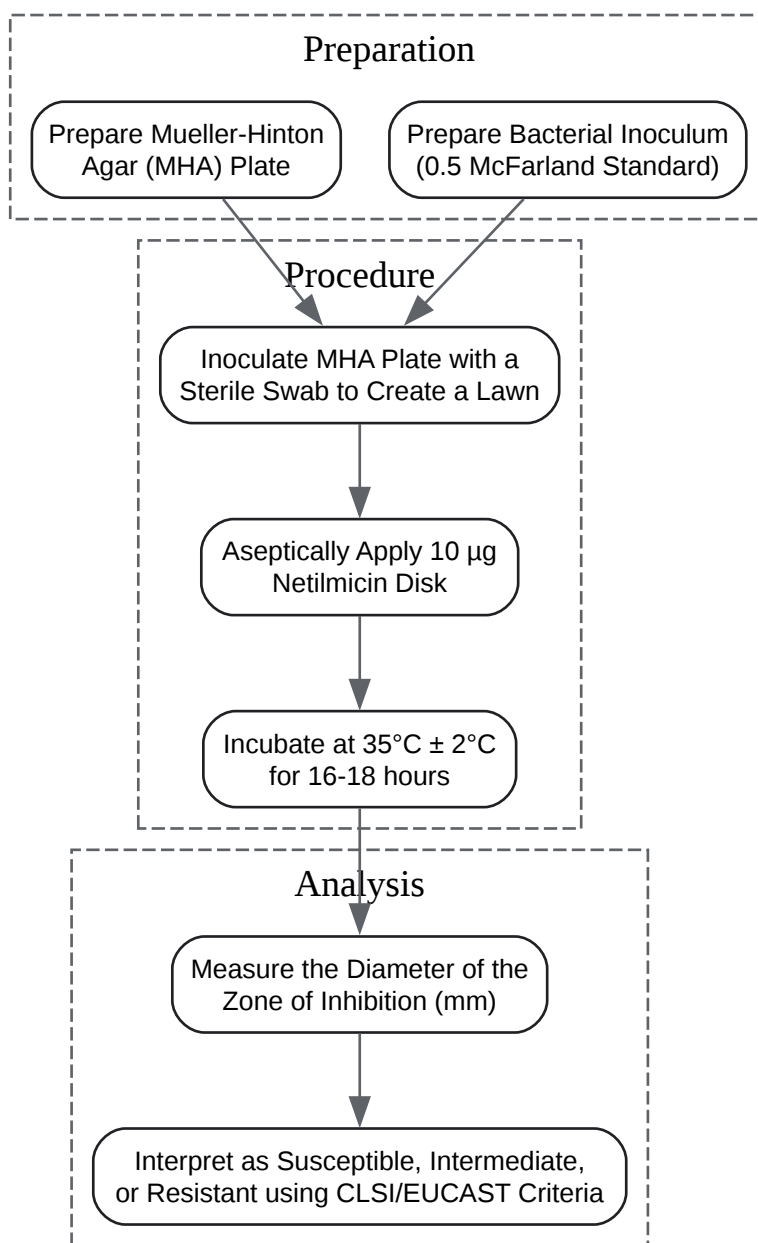 Preparation
Prepare Mueller-Hinton
Agar (MHA) Plate
Prepare Bacterial Inoculum
(0.5 McFarland Standard)
Procedure
Inoculate MHA Plate with a
Sterile Swab to Create a Lawn
Aseptically Apply 10 µg
Netilmicin Disk
Incubate at 35°C ± 2°C
for 16-18 hours
Analysis
Measure the Diameter of the
Zone of Inhibition (mm)
Interpret as Susceptible, Intermediate,
or Resistant using CLSI/EUCAST Criteria